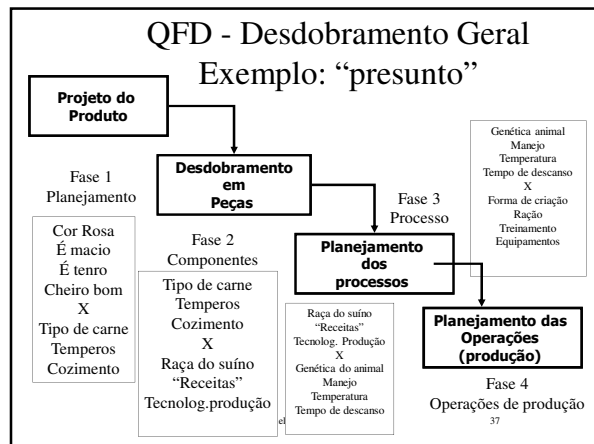 QFD - Desdobramento Geral
Exemplo: “presunto”
Projeto do
Produto
Desdobramento
em
Peças
Planejamento
dos
processos
Planejamento das
Operações
(produção)
Fase 1
Planejamento
Cor Rosa
É macio
É tenro
Cheiro bom
X
Tipo de carne
Temperos
Cozimento
Fase 2
Componentes
Tipo de carne
Temperos
Cozimento
X
Raça do suíno
“Receitas”
Tecnolog.produção
Fase 3
Processo
Raça do suíno
“Receitas”
Tecnolog. Produção
X
Genética do animal
Manejo
Temperatura
Tempo de descanso
Genética animal
Manejo
Temperatura
Tempo de descanso
X
Forma de criação
Ração
Treinamento
Equipamentos
Fase 4
Operações de produção
37